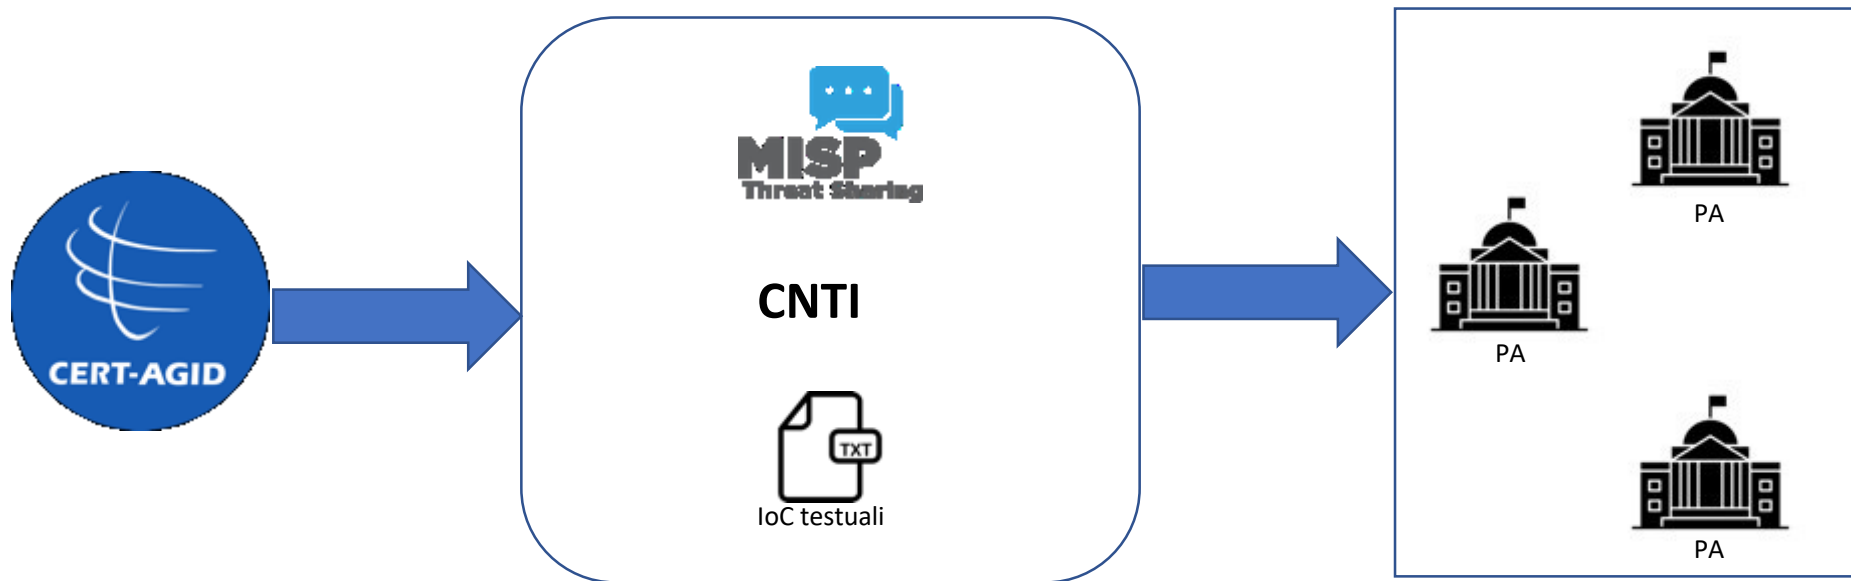 CERT-AGID
MISP
Threat Sharing
CNTI
TXT
IoC testuali
PA
PA
PA